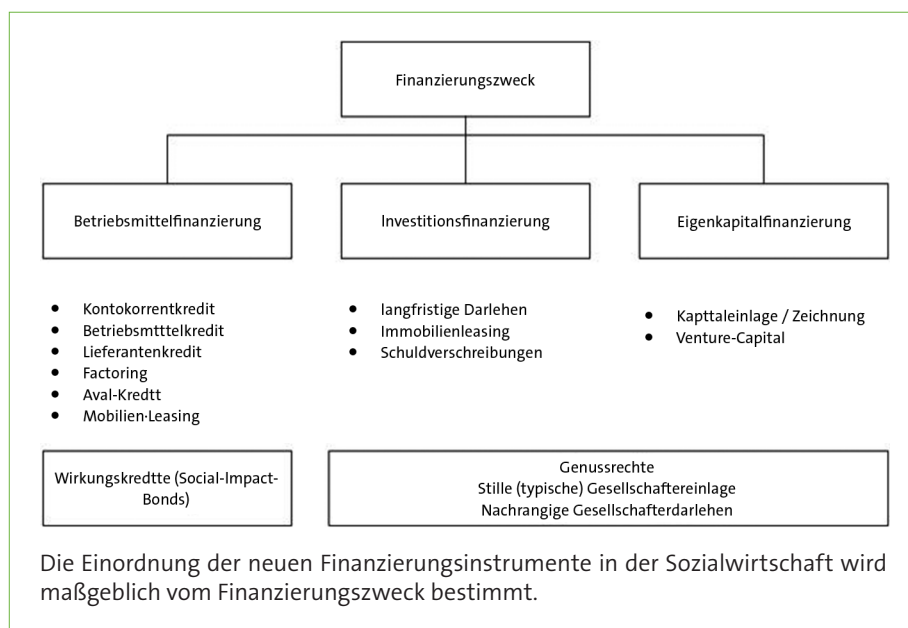 Finanzierungszweck
Betriebsmittelfinanzierung
Investitionsfinanzierung
Eigenkapitalfinanzierung
• Kontokorrentkredit
• Betriebsmtttelkredit
• Lieferantenkredit
• Factoring
• Aval-Kredtt
• Mobilien·Leasing
• langfristige Darlehen
• Immobilienleasing
• Schuldverschreibungen
• Kapttaleinlage / Zeichnung
• Venture-Capital
Wirkungskredtte (Social-Impact-
Bonds)
Genussrechte
Stille (typische) Gesellschaftereinlage
Nachrangige Gesellschafterdarlehen
Die Einordnung der neuen Finanzierungsinstrumente in der Sozialwirtschaft wird
maßgeblich vom Finanzierungszweck bestimmt.